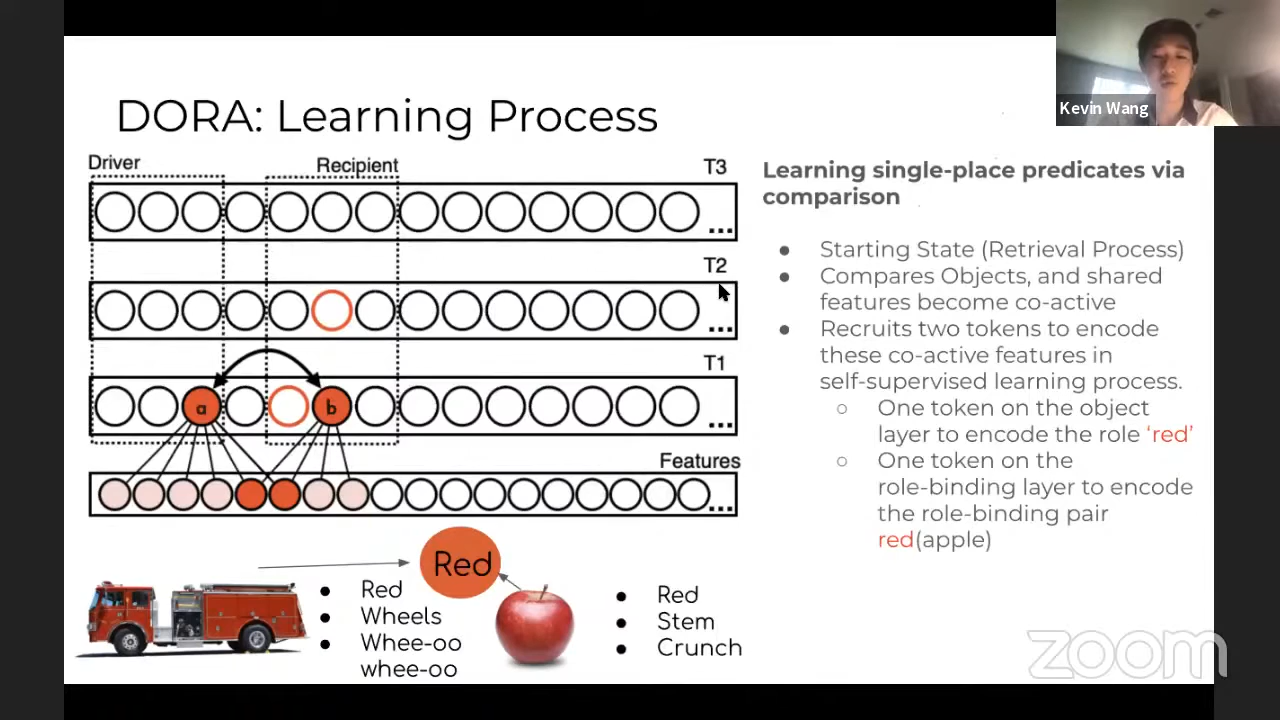 Kevin Wang
DORA: Learning Process
Driver
Recipient
T3
...
T2
...
T1
a
b
...
Features
...
Red
Red
Wheels
Whee-oo
whee-oo
Red
Stem
Crunch
Learning single-place predicates via
comparison
Starting State (Retrieval Process)
Compares Objects, and shared
features become co-active
Recruits two tokens to encode
these co-active features in
self-supervised learning process.
One token on the object
layer to encode the role ‘red’
One token on the
role-binding layer to encode
the role-binding pair
red(apple)
zoom